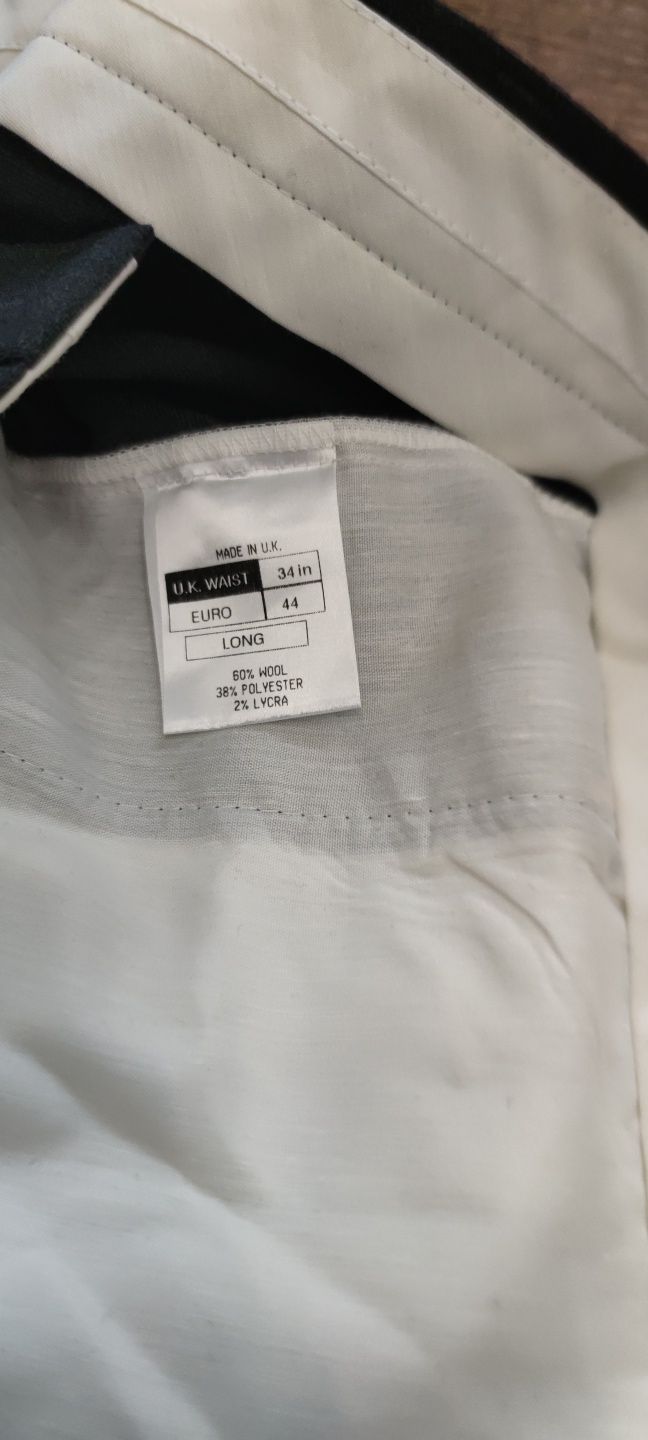 MADE IN U.K.
U.K. WAIST 34 in
EURO 44
LONG
60% WOOL
38% POLYESTER
2% LYCRA